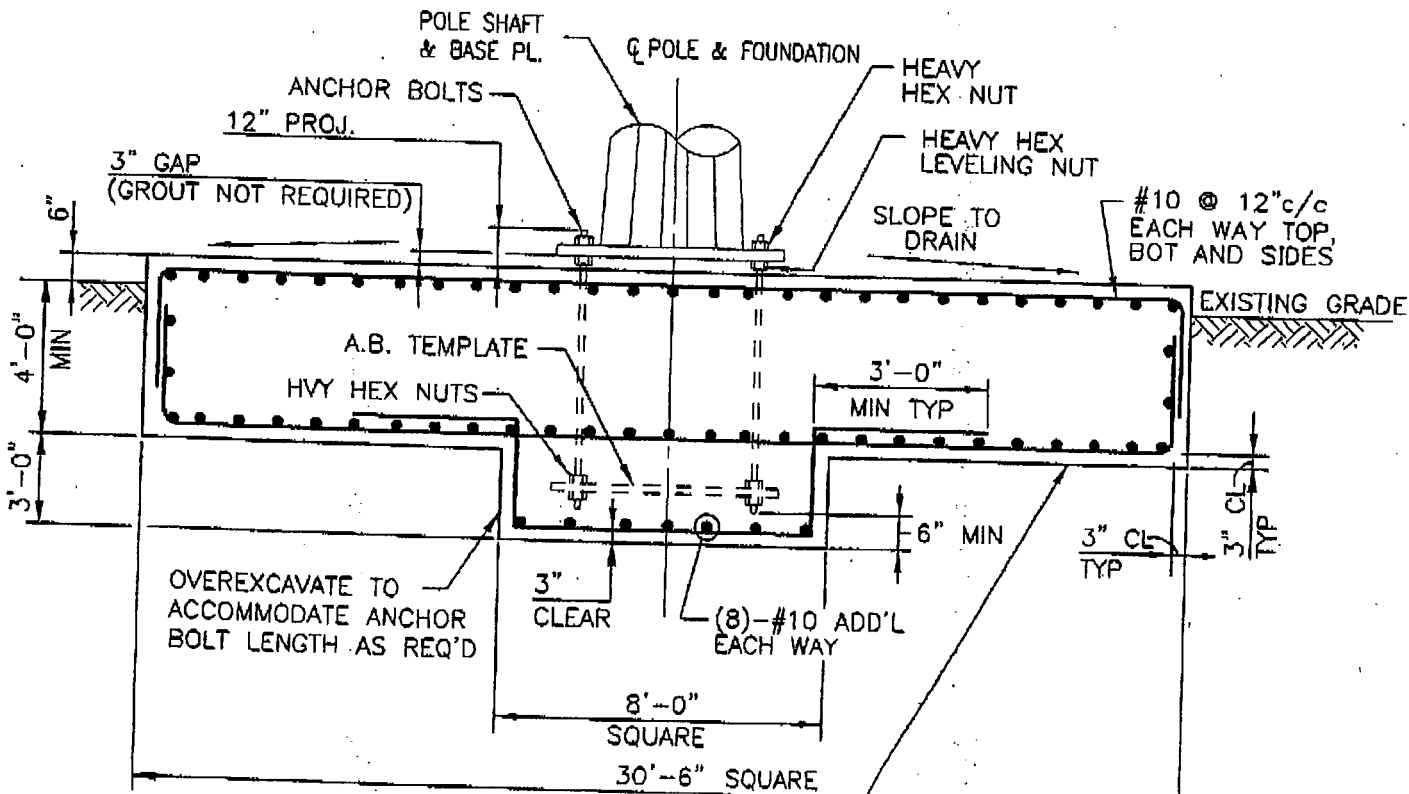 POLE SHAFT
& BASE PL.
℄ POLE & FOUNDATION
HEAVY
HEX NUT
ANCHOR BOLTS
12" PROJ.
HEAVY HEX
LEVELING NUT
3" GAP
(GROUT NOT REQUIRED)
6"
SLOPE TO
DRAIN
#10 @ 12"c/c
EACH WAY TOP,
BOT AND SIDES
EXISTING GRADE
4'-0"
MIN
A.B. TEMPLATE
HVY HEX NUTS
3'-0"
MIN TYP
3'-0"
6" MIN
3" CL
TYP
3" CL
TYP
OVEREXCAVATE TO
ACCOMMODATE ANCHOR
BOLT LENGTH AS REQ'D
3"
CLEAR
(8)-#10 ADD'L
EACH WAY
8'-0"
SQUARE
30'-6" SQUARE